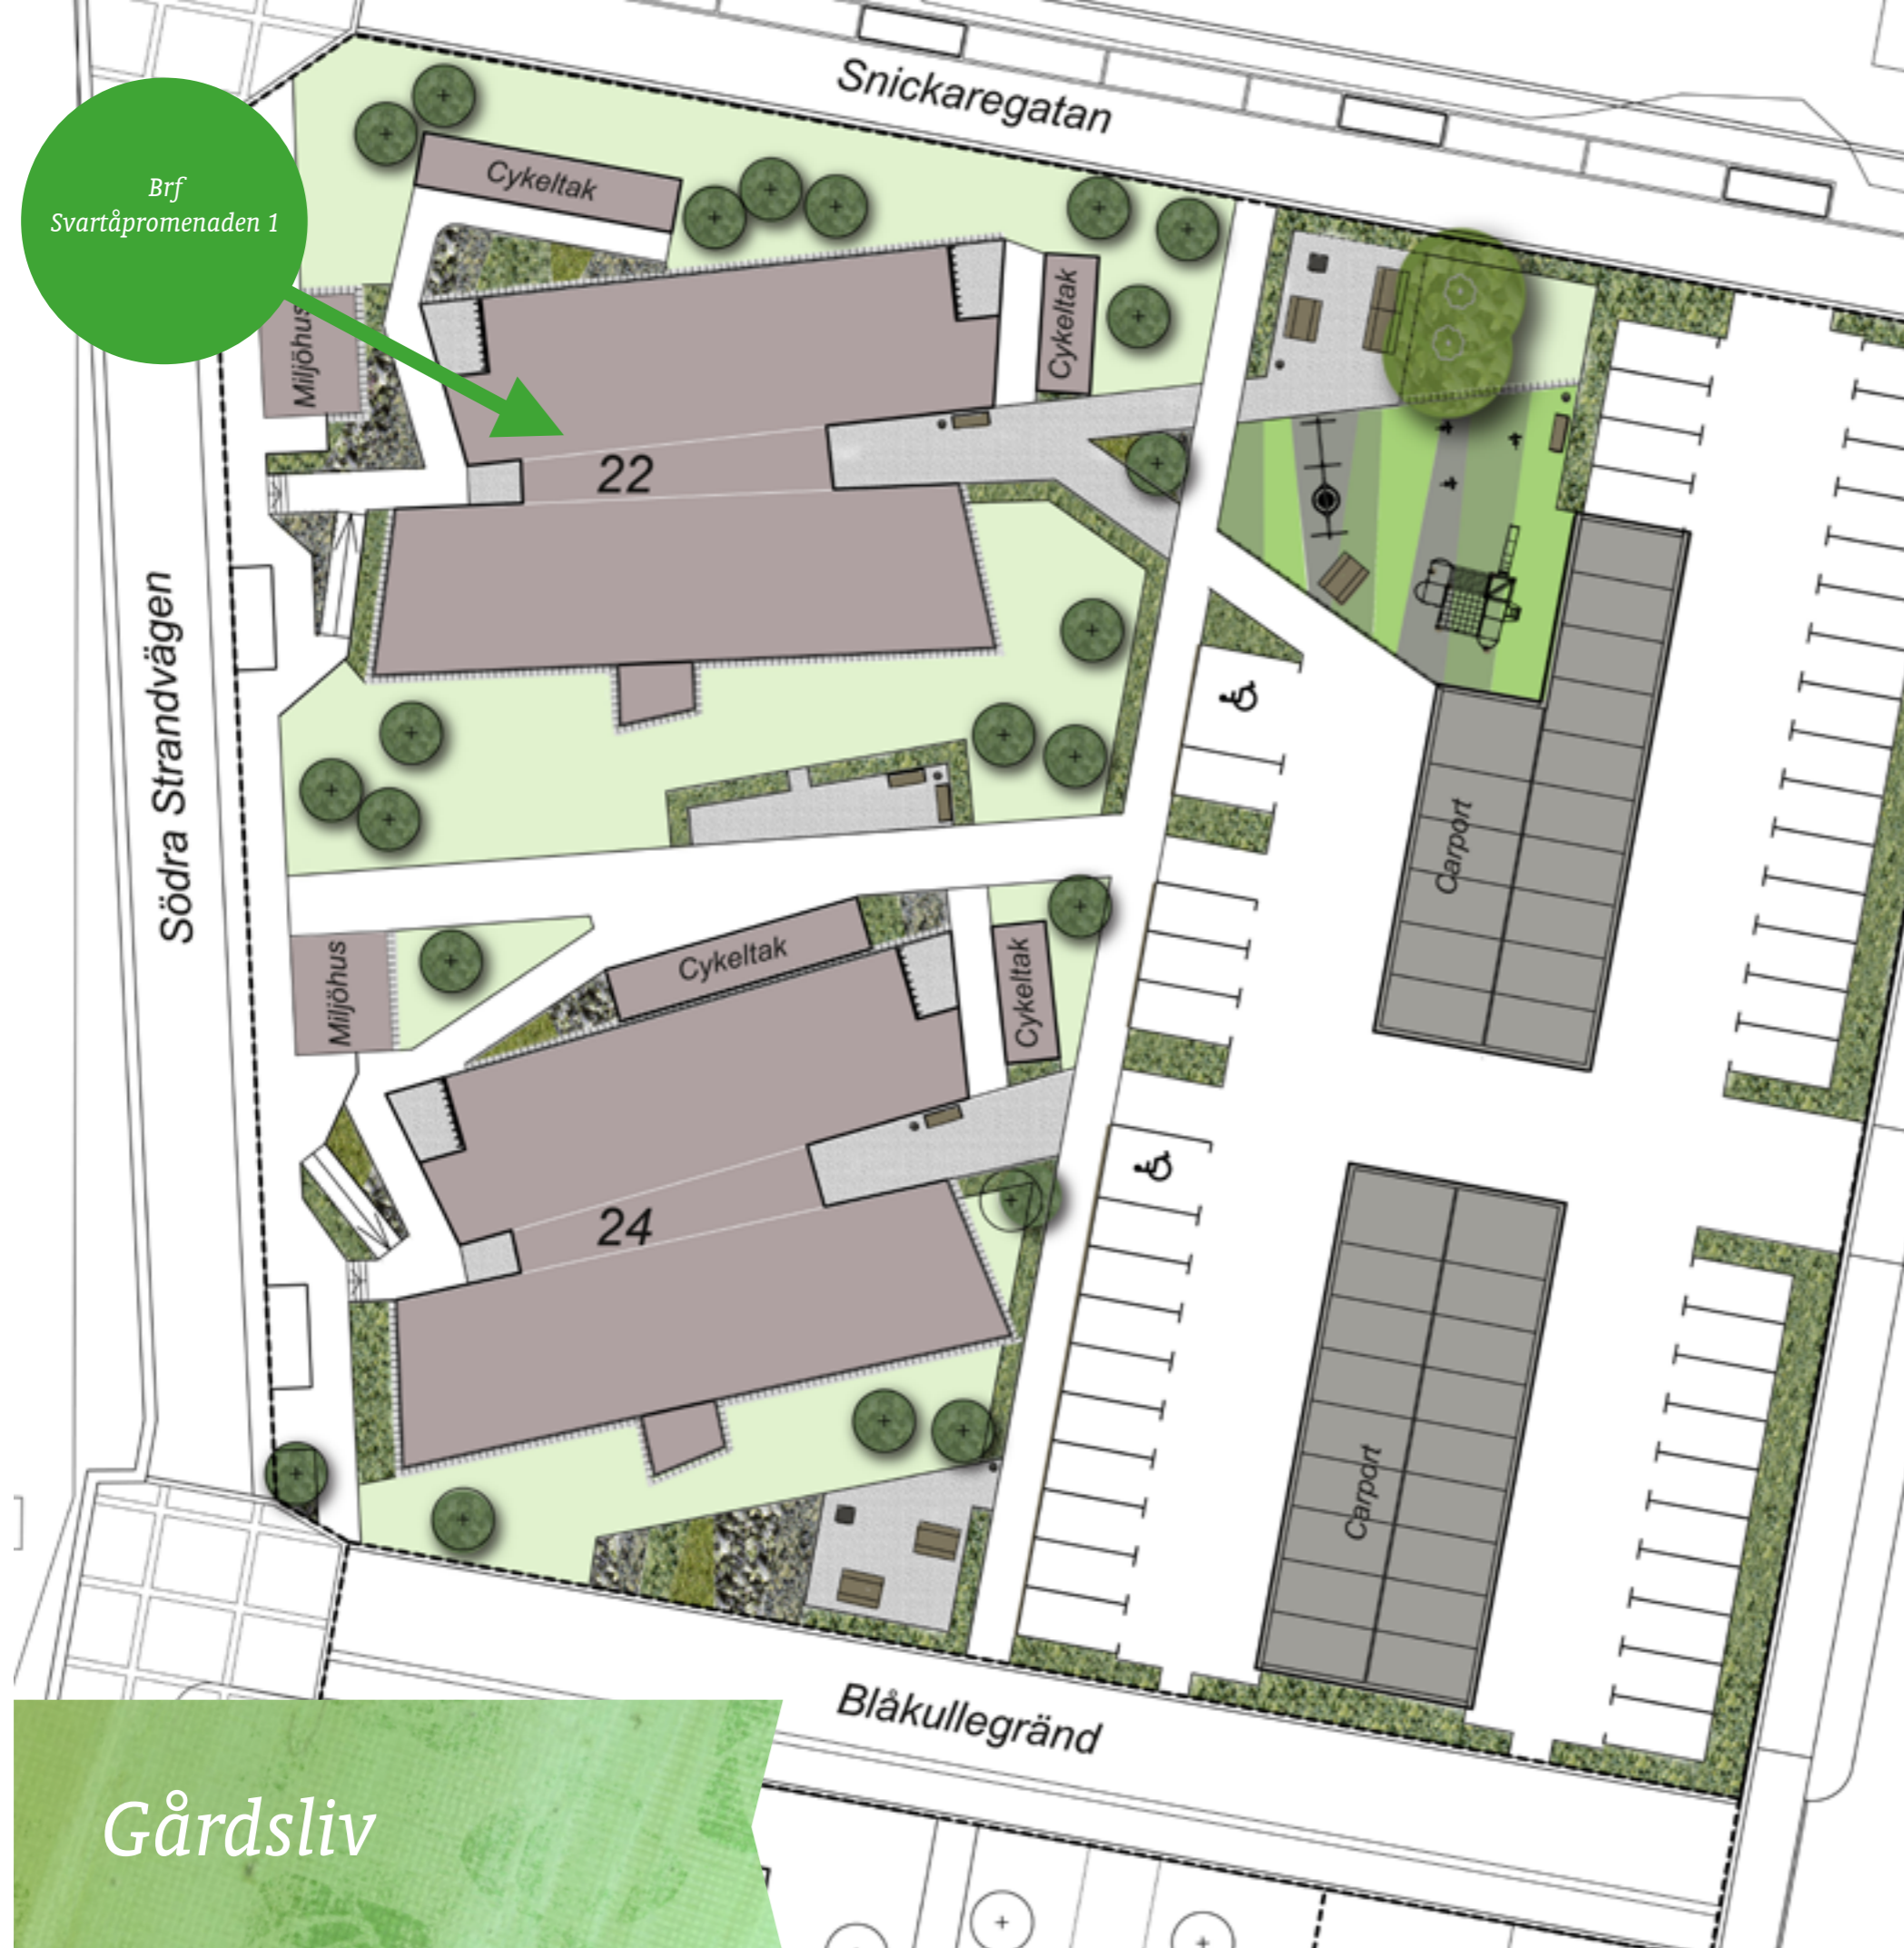 Snickaregatan
Brf
Svartåpromenaden 1
Cykeltak
Cykeltak
Miljöhus
22
Södra Strandvägen
Carport
Cykeltak
Miljöhus
Cykeltak
24
Carport
Blåkullegränd
Gårdsliv